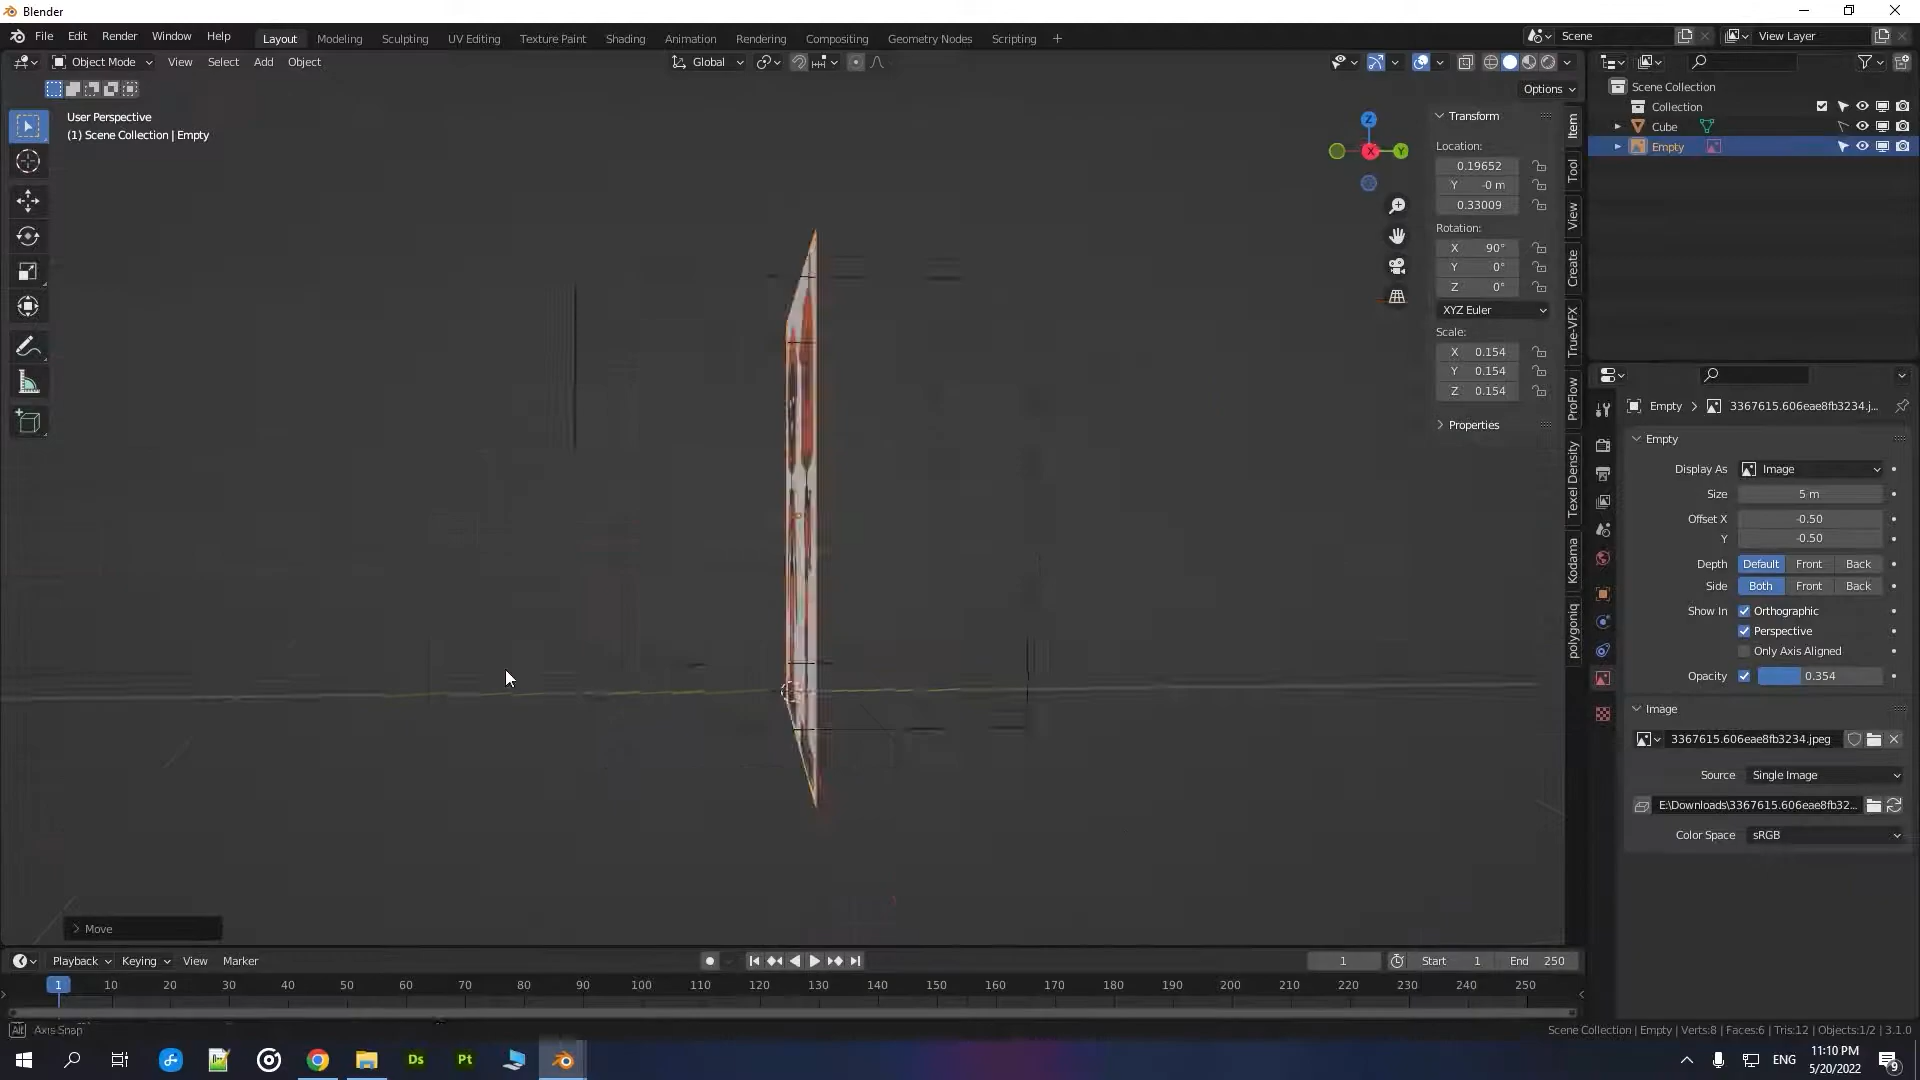 Blender
File Edit Render Window Help
Layout Modeling Sculpting UV Editing Texture Paint Shading Animation Rendering Compositing Geometry Nodes Scripting +
Scene
View Layer
Object Mode View Select Add Object
Global
Options
User Perspective
(1) Scene Collection | Empty
Z
X
Y
Transform
Location:
0.19652
Y -0 m
0.33009
Rotation:
X 90°
Y 0°
Z 0°
XYZ Euler
Scale:
X 0.154
Y 0.154
Z 0.154
Properties
Item
Tool
View
Create
True-VFX
ProFlow
Texel Density
Kodama
polygoniq
Scene Collection
Collection
Cube
Empty
Empty > 3367615.606eae8fb3234.j...
Empty
Display As Image
Size 5 m
Offset X -0.50
Y -0.50
Depth Default Front Back
Side Both Front Back
Show In Orthographic
Perspective
Only Axis Aligned
Opacity 0.354
Image
3367615.606eae8fb3234.jpeg
Source Single Image
E:\Downloads\3367615.606eae8fb32...
Color Space sRGB
Move
Playback Keying View Marker
1 Start 1 End 250
1 10 20 30 40 50 60 70 80 90 100 110 120 130 140 150 160 170 180 190 200 210 220 230 240 250
Alt Axis Snap
Scene Collection | Empty | Verts:8 | Faces:6 | Tris:12 | Objects:1/2 | 3.1.0
Ds Pt
ENG
11:10 PM
5/20/2022
9